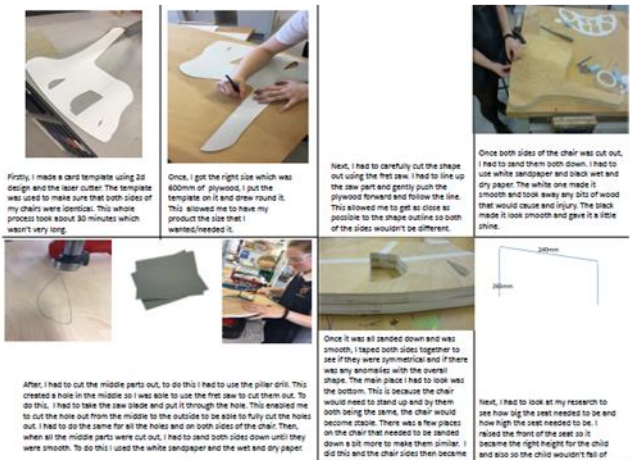 Firstly, I made a card template using 2d
design and the laser cutter. The template
was used to make sure that both sides of
my chairs were identical. This whole
process took about 30 minutes which
wasn't very long.
Once, I got the right size which was
600mm of plywood, I put the
template on it and drew round it.
This allowed me to have my
product the size that I
wanted/needed it.
Next, I had to carefully cut the shape
out using the fret saw. I had to line up
the saw part and gently push the
plywood forward and follow the line.
This allowed me to get as close as
possible to the shape outline so both
of the sides wouldn't be different.
Once both sides of the chair was cut out,
I had to sand them both down. I had to
use white sandpaper and black wet and
dry paper. The white one made it
smooth and took away any bits of wood
that would cause and injury. The black
made it look smooth and gave it a little
shine.
After, I had to cut the middle parts out, to do this I had to use the pillar drill. This
created a hole in the middle so I was able to use the fret saw to cut them out. To
do this, I had to take the saw blade and put it through the hole. This enabled me
to cut the hole out from the middle to the outside to be able to fully cut the holes
out. I had to do the same for all the holes and on both sides of the chair. Then,
when all the middle parts were cut out, I had to sand both sides down until they
were smooth. To do this I used the white sandpaper and the wet and dry paper.
Once it was all sanded down and was
smooth, I taped both sides together to
see if they were symmetrical and if there
was any anomalies with the overall
shape. The main place I had to look was
the bottom. This is because the chair
would need to stand up and by them
both being the same, the chair would
become stable. There was a few places
on the chair that needed to be sanded
down a bit more to make them similar. I
did this and the chair sides then became
240mm
260mm
Next, I had to look at my research to
see how big the seat needed to be and
how high the seat needed to be. I
raised the front of the seat so it
became the right height for the child
and also so the child wouldn't fall of